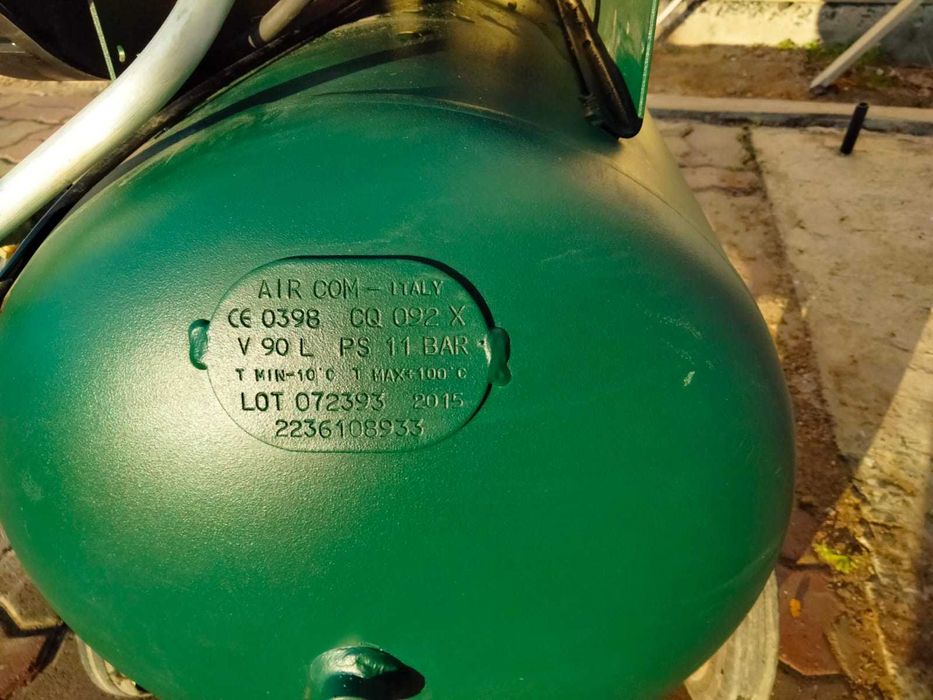 AIR COM - ITALY
CE 0398 CQ 092 X
V 90 L PS 11 BAR
T MIN-10°C T MAX+100°C
LOT 072393 2015
2236108933